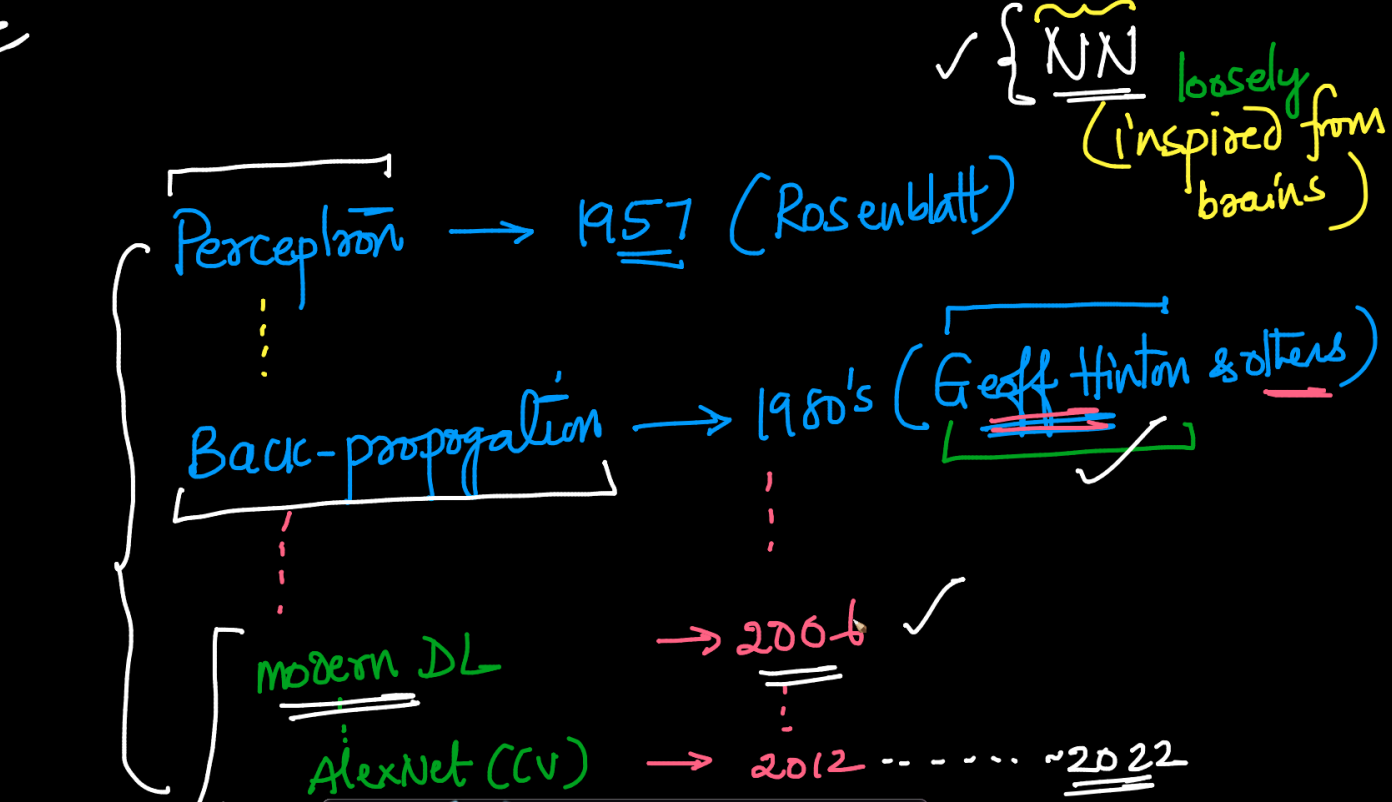 NN
loosely
(inspired from
brains)
Perceptron → 1957 (Rosenblatt)
Back-propogation → 1980's (Geoff Hinton & others)
modern DL → 2006
AlexNet (CV) → 2012 ------- ~2022